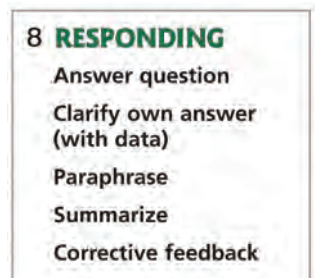 8 RESPONDING
Answer question
Clarify own answer
(with data)
Paraphrase
Summarize
Corrective feedback